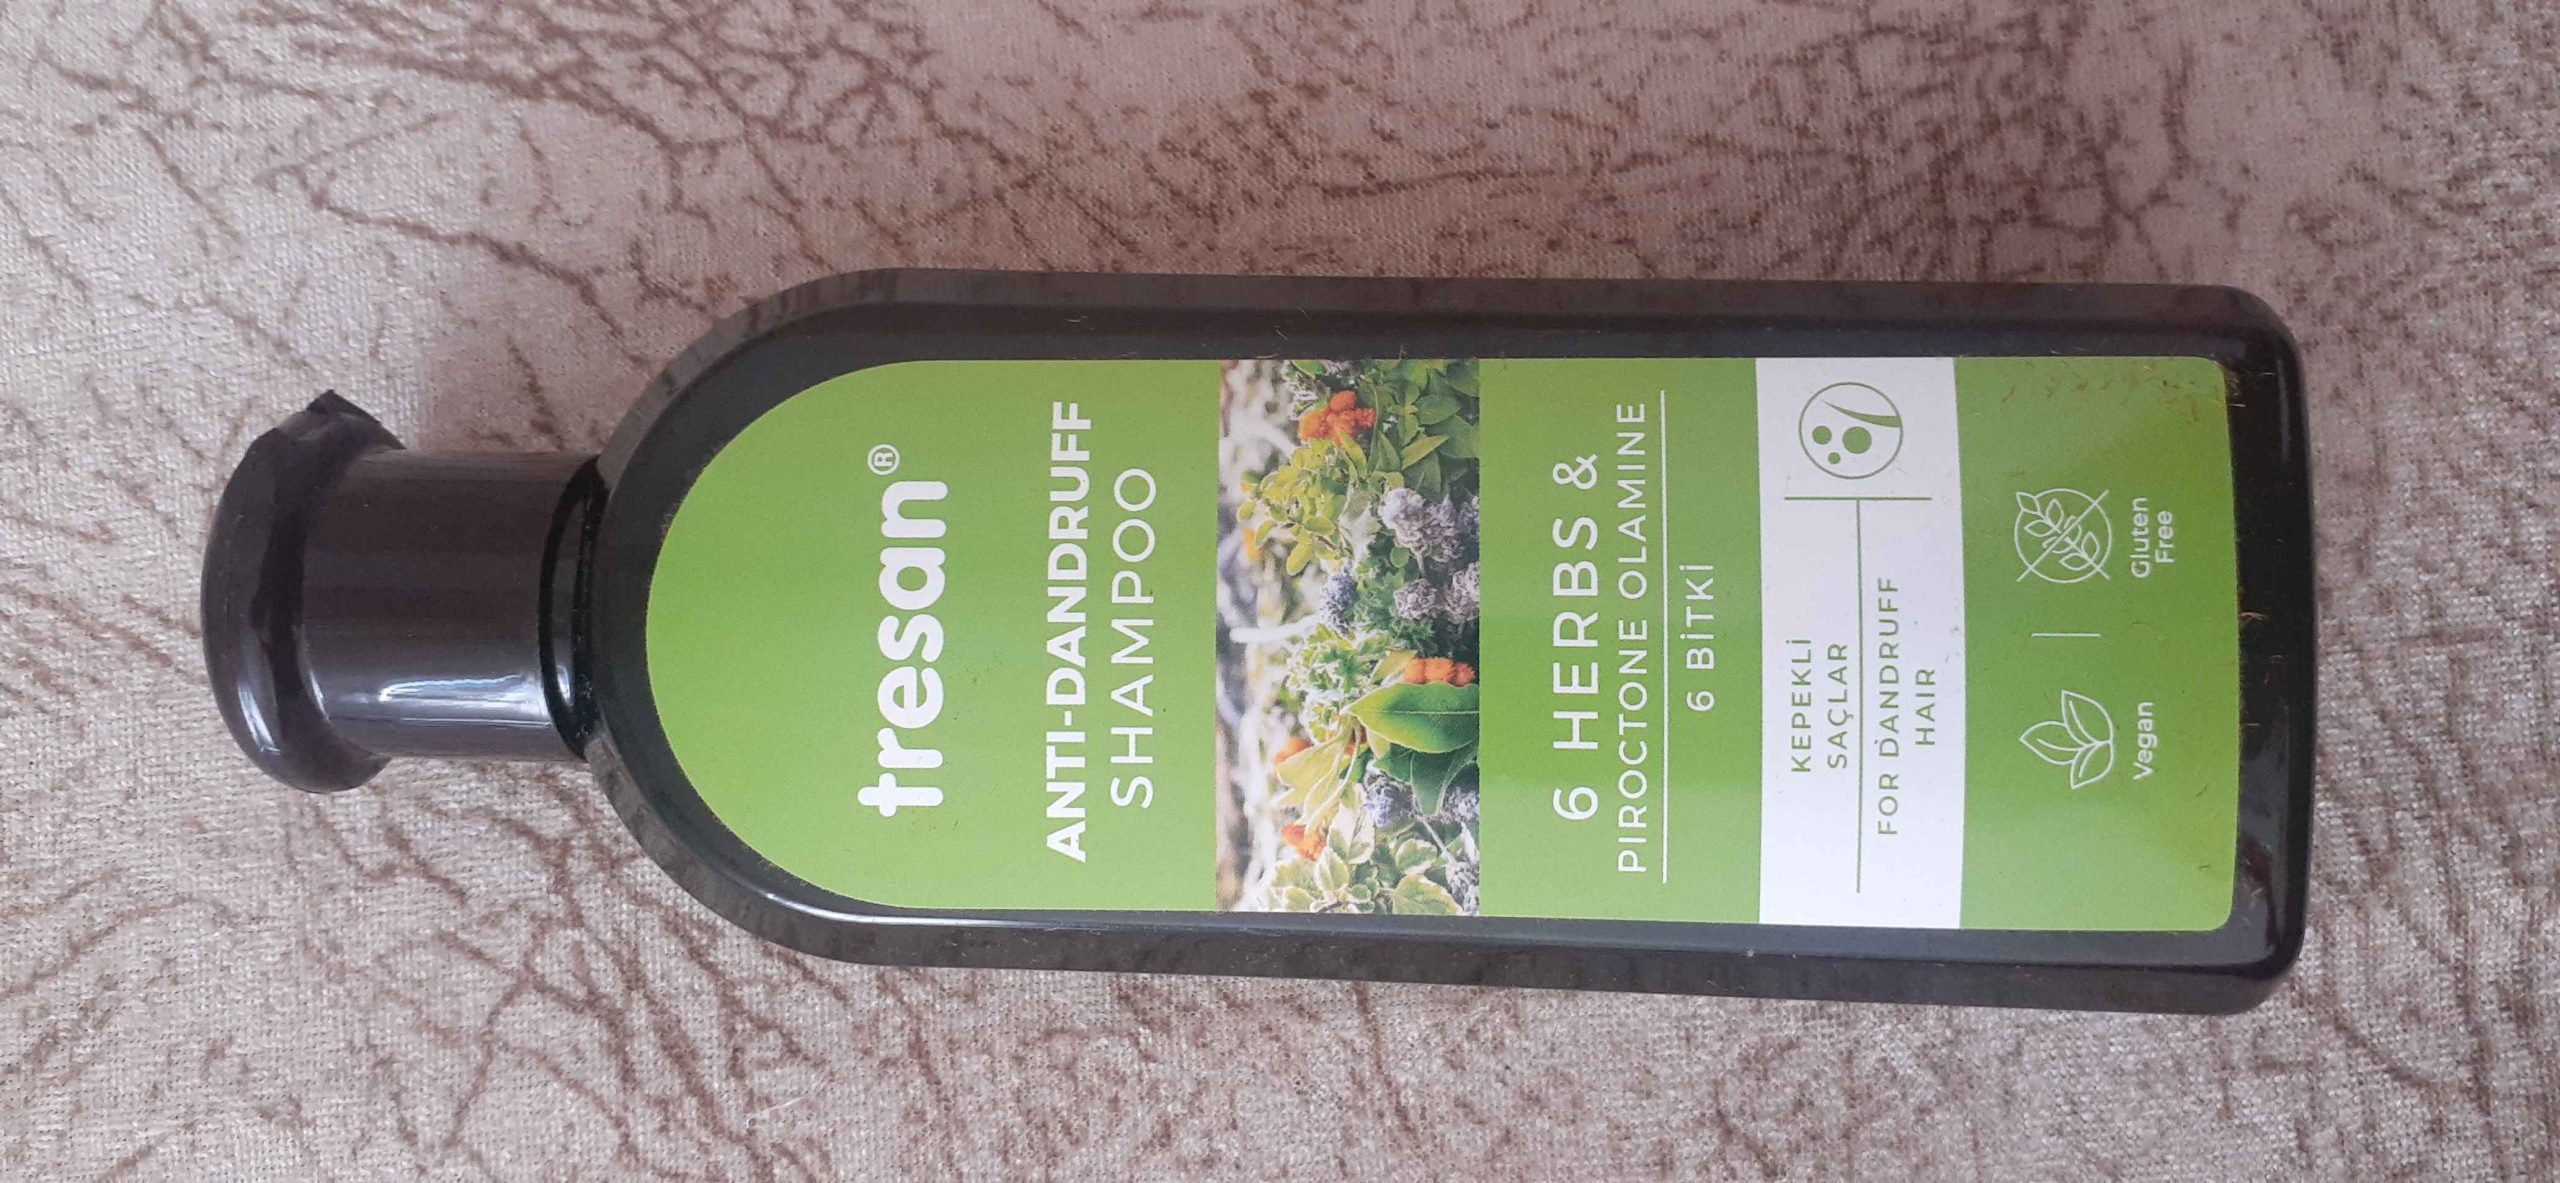 tresan®
ANTI-DANDRUFF
SHAMPOO
6 HERBS &
PIROCTONE OLAMINE
6 BİTKİ
KEPEKLİ
SAÇLAR
FOR DANDRUFF
HAIR
Vegan
Gluten
Free